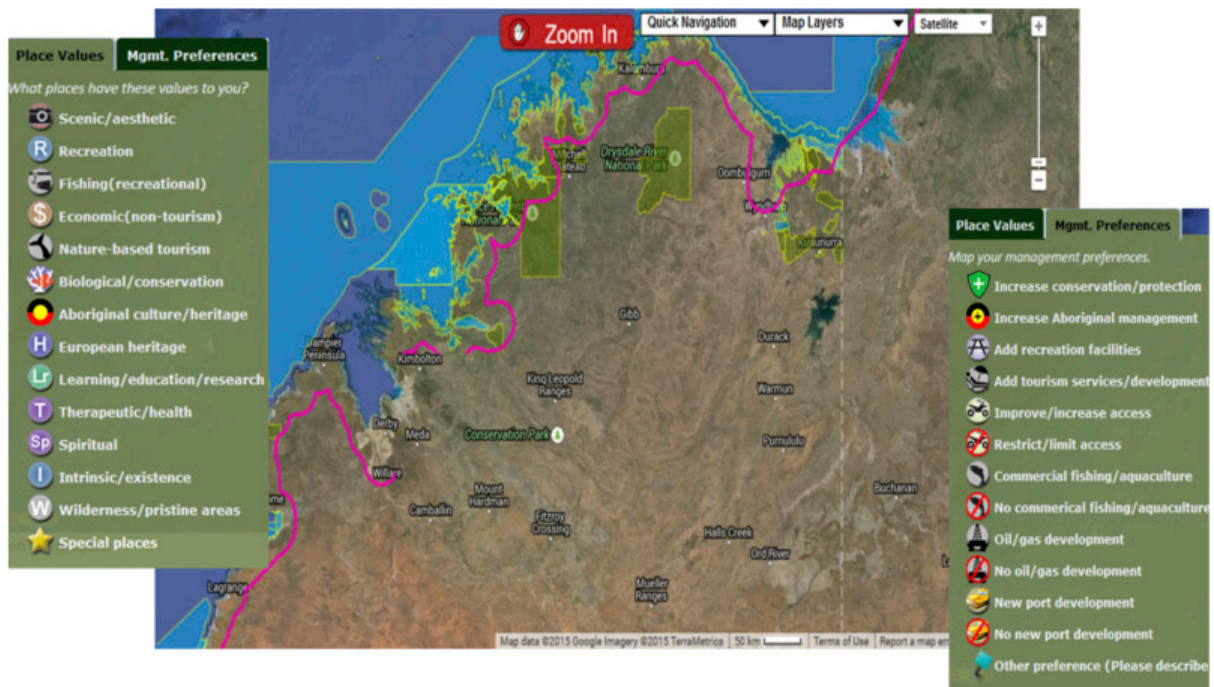 Place Values
Mgmt. Preferences
What places have these values to you?
Scenic/aesthetic
R
Recreation
Fishing(recreational)
$
Economic(non-tourism)
Nature-based tourism
Biological/conservation
Aboriginal culture/heritage
H
European heritage
Lr
Learning/education/research
T
Therapeutic/health
Sp
Spiritual
I
Intrinsic/existence
W
Wilderness/pristine areas
Special places
Zoom In
Quick Navigation
Map Layers
Satellite
+
-
Kalumburu
Drysdale River
National Park
Oombulgurri
Wyndham
Gibb
Durack
Dampier
Peninsula
Kimbolton
King Leopold
Ranges
Warmun
Derby
Meda
Conservation Park
Purnululu
Willare
Mount
Hardman
Camballin
Buchanan
Fitzroy
Crossing
Halls Creek
Ord River
Mueller
Ranges
Lagrange
Map data ©2015 Google Imagery ©2015 TerraMetrics
50 km
Terms of Use
Report a map
Place Values
Mgmt. Preferences
Map your management preferences.
Increase conservation/protection
Increase Aboriginal management
Add recreation facilities
Add tourism services/development
Improve/increase access
Restrict/limit access
Commercial fishing/aquaculture
No commerical fishing/aquaculture
Oil/gas development
No oil/gas development
New port development
No new port development
Other preference (Please describe